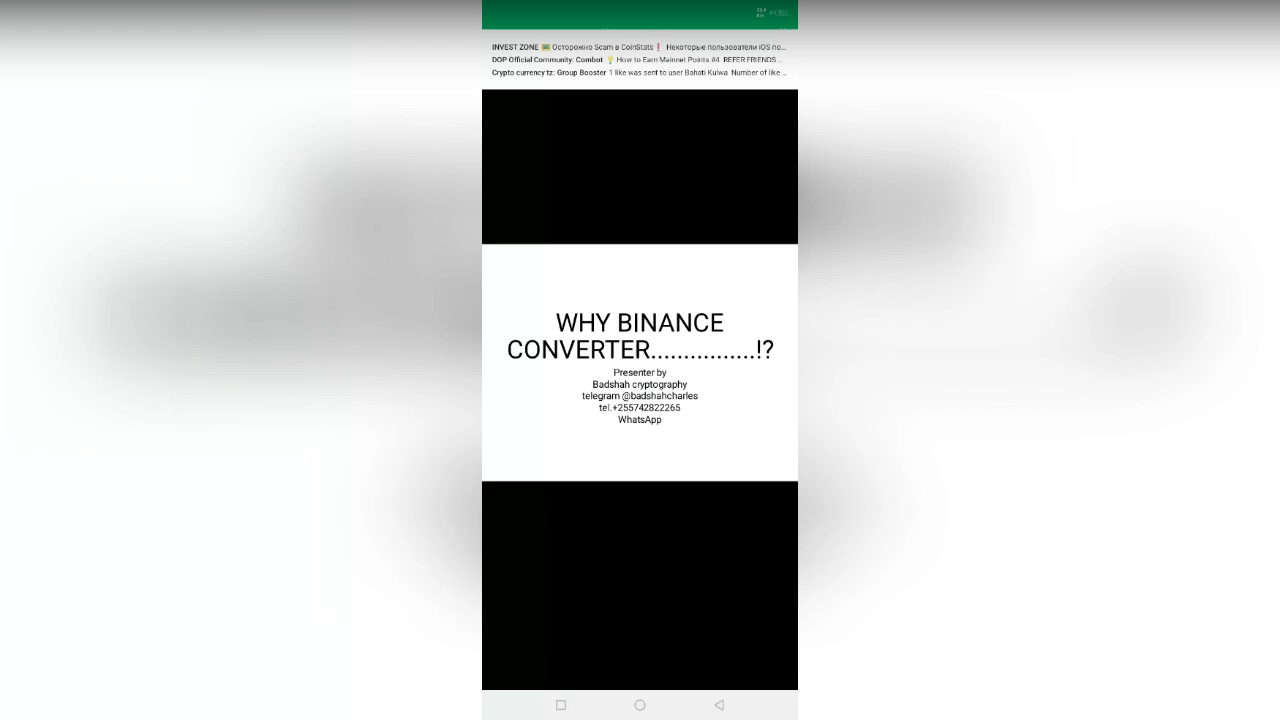 INVEST ZONE 💵 Осторожно Scam в CoinStats❗ Некоторые пользователи iOS по...
DOP Official Community: Combot 💡 How to Earn Mainnet Points #4 REFER FRIENDS ...
Crypto currency tz: Group Booster 1 like was sent to user Bahati Kulwa Number of like ...
WHY BINANCE
CONVERTER................!?
Presenter by
Badshah cryptography
telegram @badshahcharles
tel.+255742822265
WhatsApp